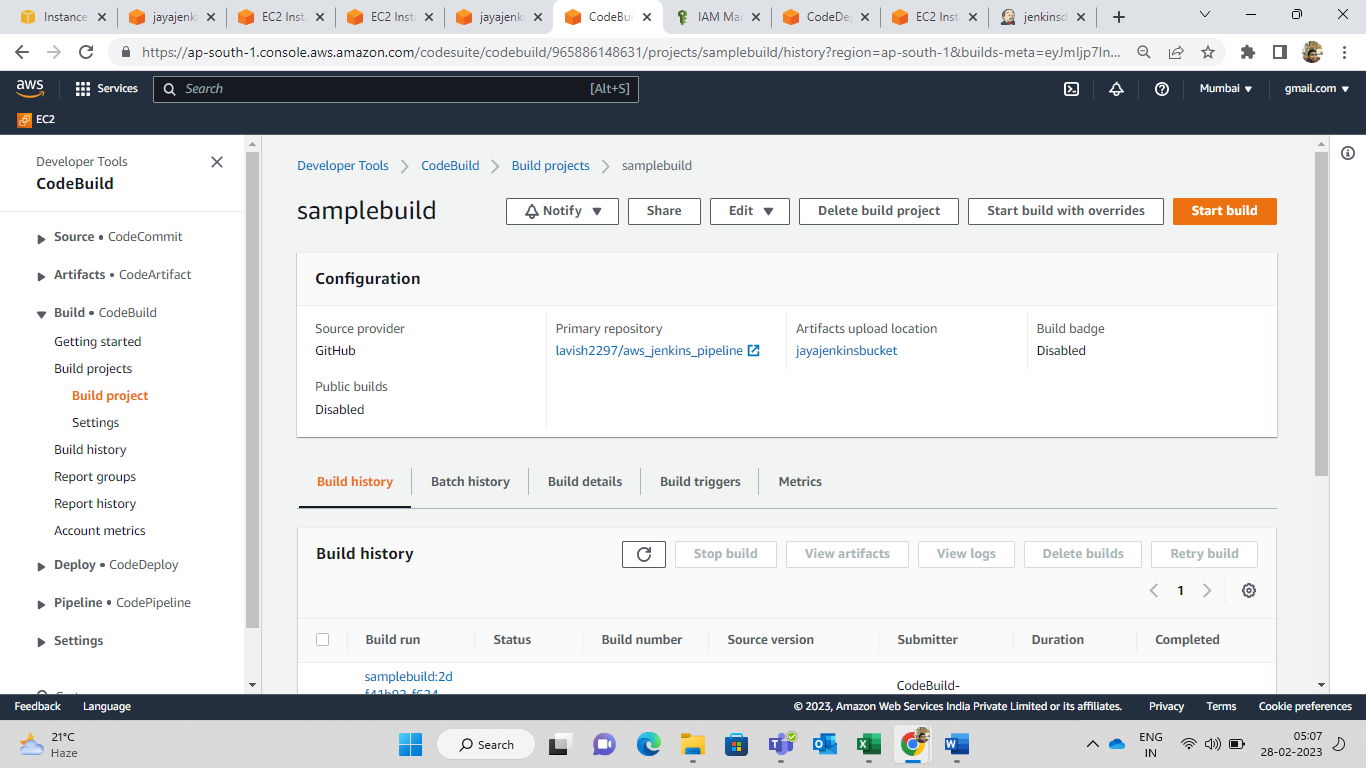 Instance
jayajenki
EC2 Inst
EC2 Inst
jayajenki
CodeBui
IAM Man
CodeDep
EC2 Inst
jenkinsd
https://ap-south-1.console.aws.amazon.com/codesuite/codebuild/965886148631/projects/samplebuild/history?region=ap-south-1&builds-meta=eyJmIjp7In...
aws
Services
Search
[Alt+S]
Mumbai
gmail.com
EC2
Developer Tools
CodeBuild
Source • CodeCommit
Artifacts • CodeArtifact
Build • CodeBuild
Getting started
Build projects
Build project
Settings
Build history
Report groups
Report history
Account metrics
Deploy • CodeDeploy
Pipeline • CodePipeline
Settings
Developer Tools
CodeBuild
Build projects
samplebuild
samplebuild
Notify
Share
Edit
Delete build project
Start build with overrides
Start build
Configuration
Source provider
GitHub
Primary repository
lavish2297/aws_jenkins_pipeline
Artifacts upload location
jayajenkinsbucket
Build badge
Disabled
Public builds
Disabled
Build history
Batch history
Build details
Build triggers
Metrics
Build history
Stop build
View artifacts
View logs
Delete builds
Retry build
1
Build run
Status
Build number
Source version
Submitter
Duration
Completed
samplebuild:2d
CodeBuild-
Feedback
Language
© 2023, Amazon Web Services India Private Limited or its affiliates.
Privacy
Terms
Cookie preferences
21°C
Haze
Search
ENG
IN
05:07
28-02-2023